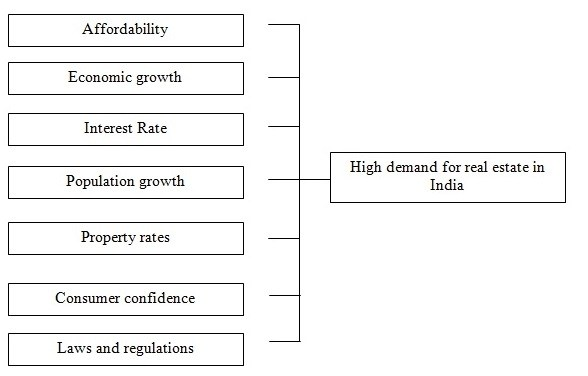 Affordability
Economic growth
Interest Rate
Population growth
Property rates
Consumer confidence
Laws and regulations
High demand for real estate in
India